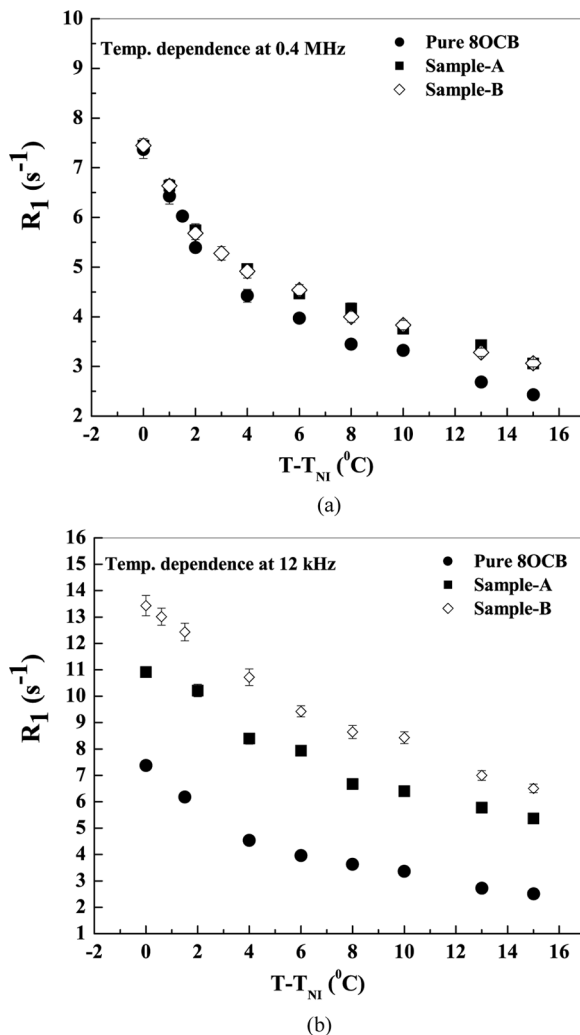 10
9
8
7
6
5
4
3
2
R1 (s-1)
Temp. dependence at 0.4 MHz
Pure 8OCB
Sample-A
Sample-B
-2 0 2 4 6 8 10 12 14 16
T-TNI (0C)
(a)
16
15
14
13
12
11
10
9
8
7
6
5
4
3
2
1
R1 (s-1)
Temp. dependence at 12 kHz
Pure 8OCB
Sample-A
Sample-B
-2 0 2 4 6 8 10 12 14 16
T-TNI (0C)
(b)